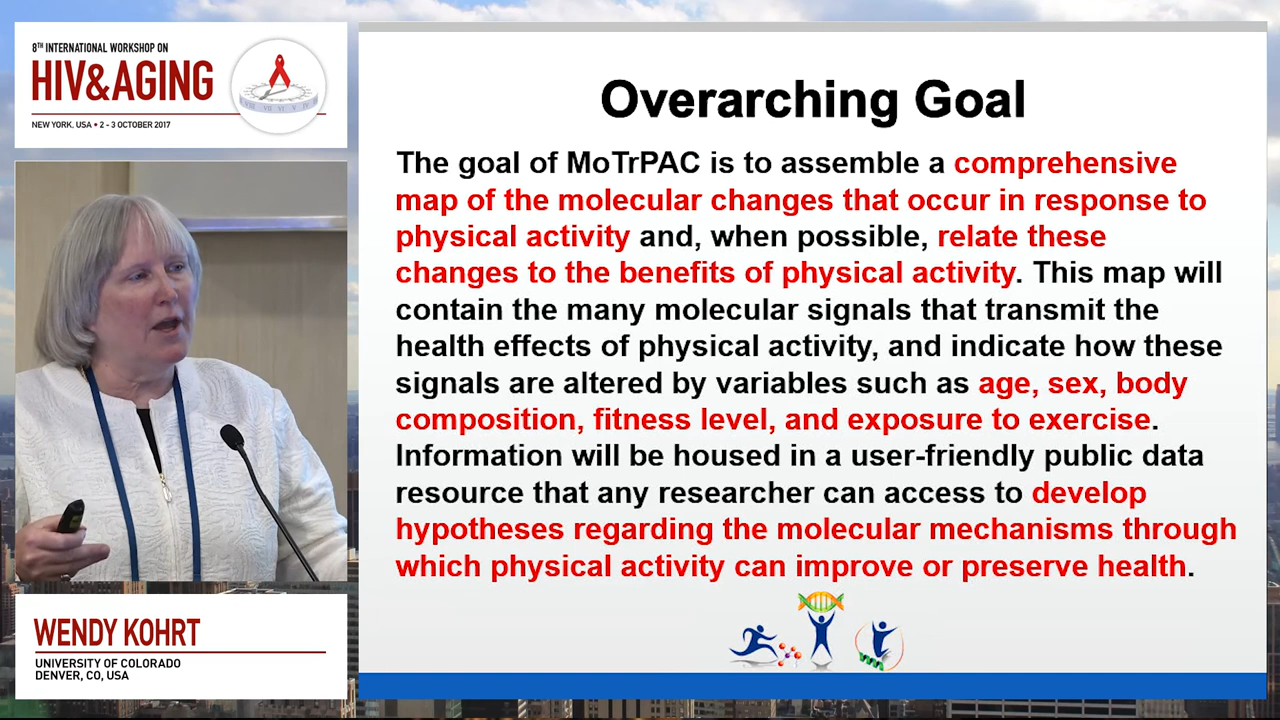 8TH INTERNATIONAL WORKSHOP ON
HIV&AGING
NEW YORK, USA • 2 - 3 OCTOBER 2017
Overarching Goal
The goal of MoTrPAC is to assemble a comprehensive
map of the molecular changes that occur in response to
physical activity and, when possible, relate these
changes to the benefits of physical activity. This map will
contain the many molecular signals that transmit the
health effects of physical activity, and indicate how these
signals are altered by variables such as age, sex, body
composition, fitness level, and exposure to exercise.
Information will be housed in a user-friendly public data
resource that any researcher can access to develop
hypotheses regarding the molecular mechanisms through
which physical activity can improve or preserve health.
WENDY KOHRT
UNIVERSITY OF COLORADO
DENVER, CO, USA